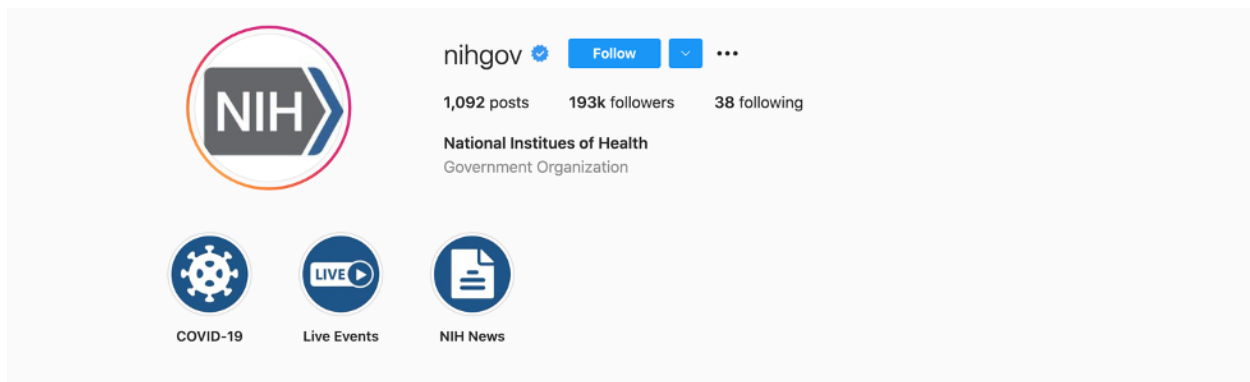 NIH
nihgov
Follow
1,092 posts 193k followers 38 following
National Institues of Health
Government Organization
LIVE
COVID-19 Live Events NIH News